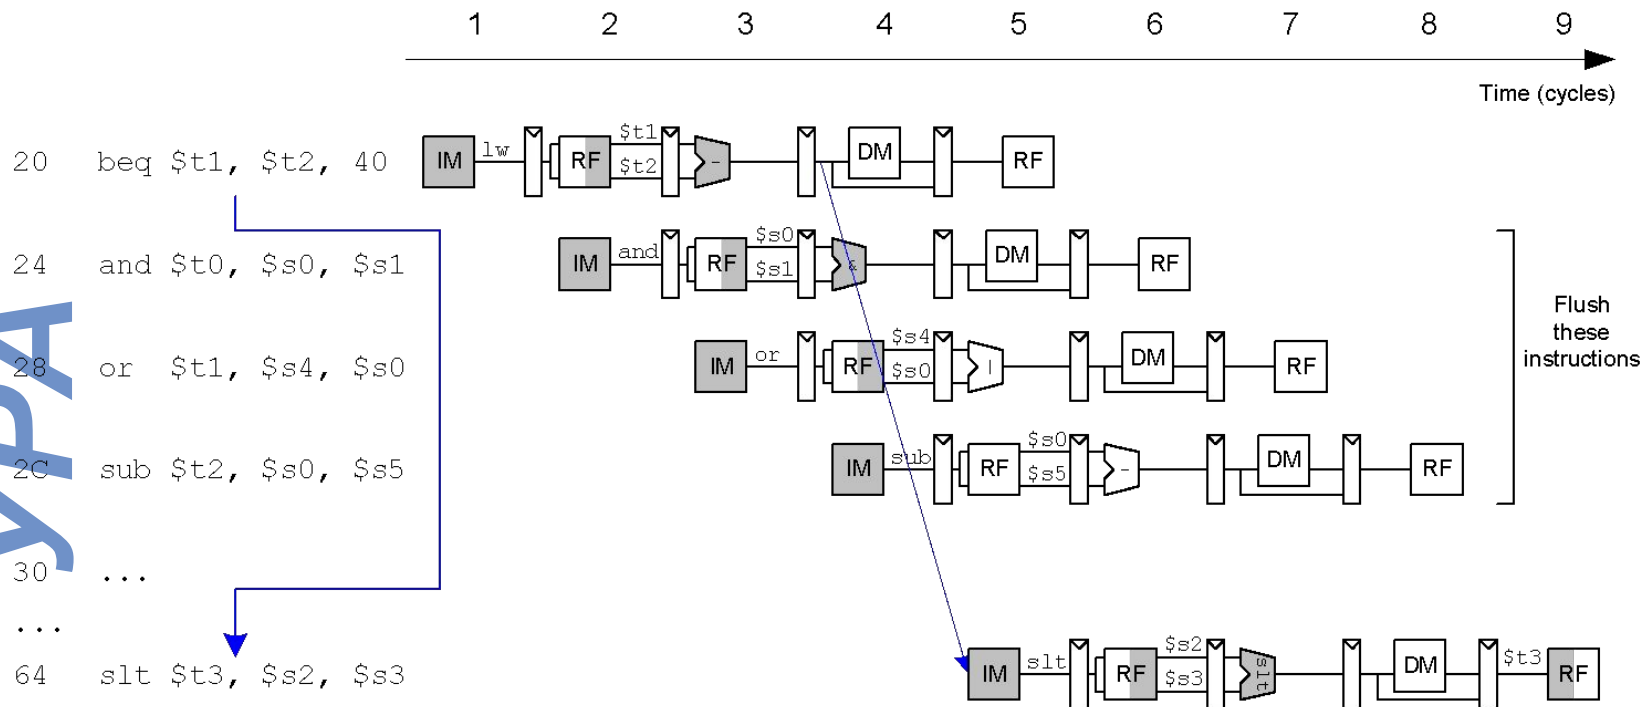 1 2 3 4 5 6 7 8 9
Time (cycles)
20 beq $t1, $t2, 40 IM lw RF $t1 $t2 - DM RF
24 and $t0, $s0, $s1 IM and RF $s0 $s1 & DM RF
28 or $t1, $s4, $s0 IM or RF $s4 $s0 | DM RF
2C sub $t2, $s0, $s5 IM sub RF $s0 $s5 - DM RF
Flush
these
instructions
30 ...
...
64 slt $t3, $s2, $s3 IM slt RF $s2 $s3 slt DM $t3 RF
УРА